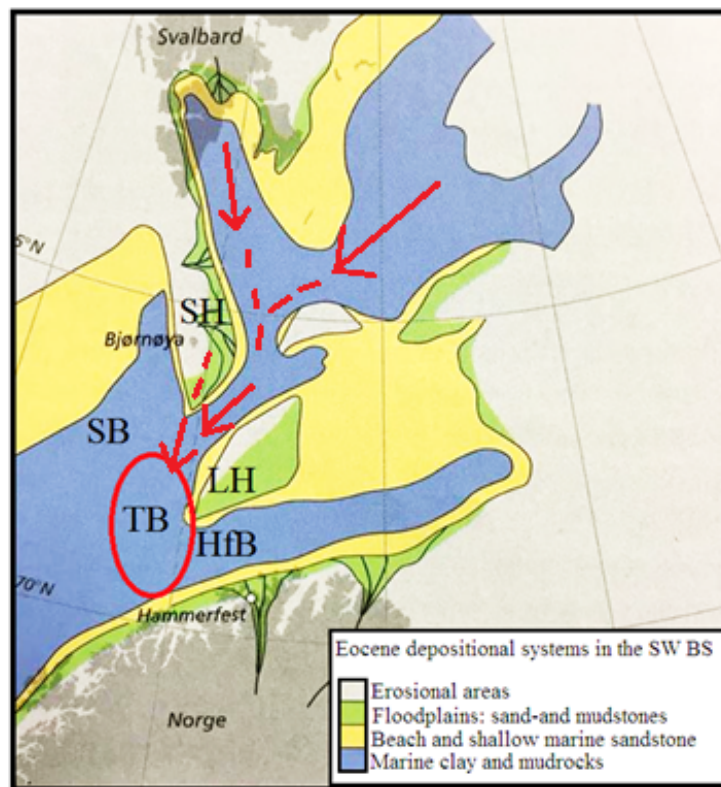 Svalbard
5°N
SH
Bjørnøya
SB
LH
TB
HfB
70°N
Hammerfest
Norge
Eocene depositional systems in the SW BS
Erosional areas
Floodplains: sand-and mudstones
Beach and shallow marine sandstone
Marine clay and mudrocks